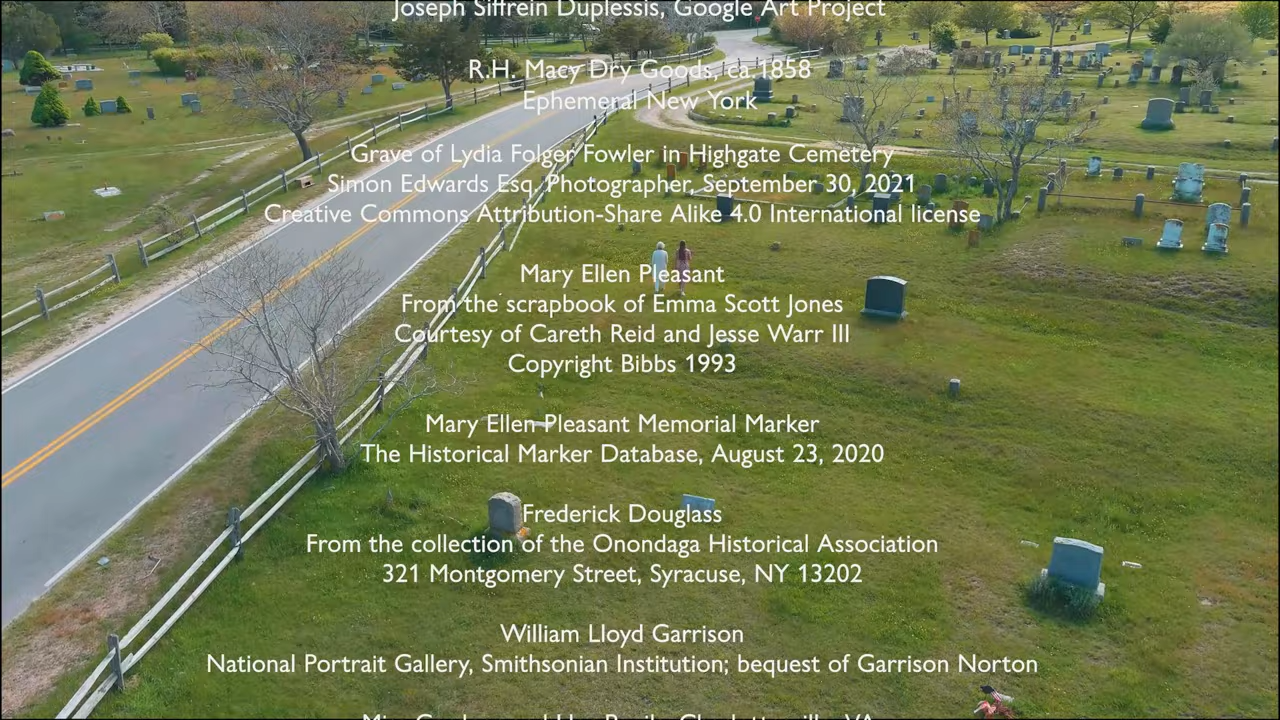 Joseph Siffrein Duplessis, Google Art Project
R.H. Macy Dry Goods, ca.1858
Ephemeral New York
Grave of Lydia Folger Fowler in Highgate Cemetery
Simon Edwards Esq. Photographer, September 30, 2021
Creative Commons Attribution-Share Alike 4.0 International license
Mary Ellen Pleasant
From the scrapbook of Emma Scott Jones
Courtesy of Careth Reid and Jesse Warr III
Copyright Bibbs 1993
Mary Ellen Pleasant Memorial Marker
The Historical Marker Database, August 23, 2020
Frederick Douglass
From the collection of the Onondaga Historical Association
321 Montgomery Street, Syracuse, NY 13202
William Lloyd Garrison
National Portrait Gallery, Smithsonian Institution; bequest of Garrison Norton